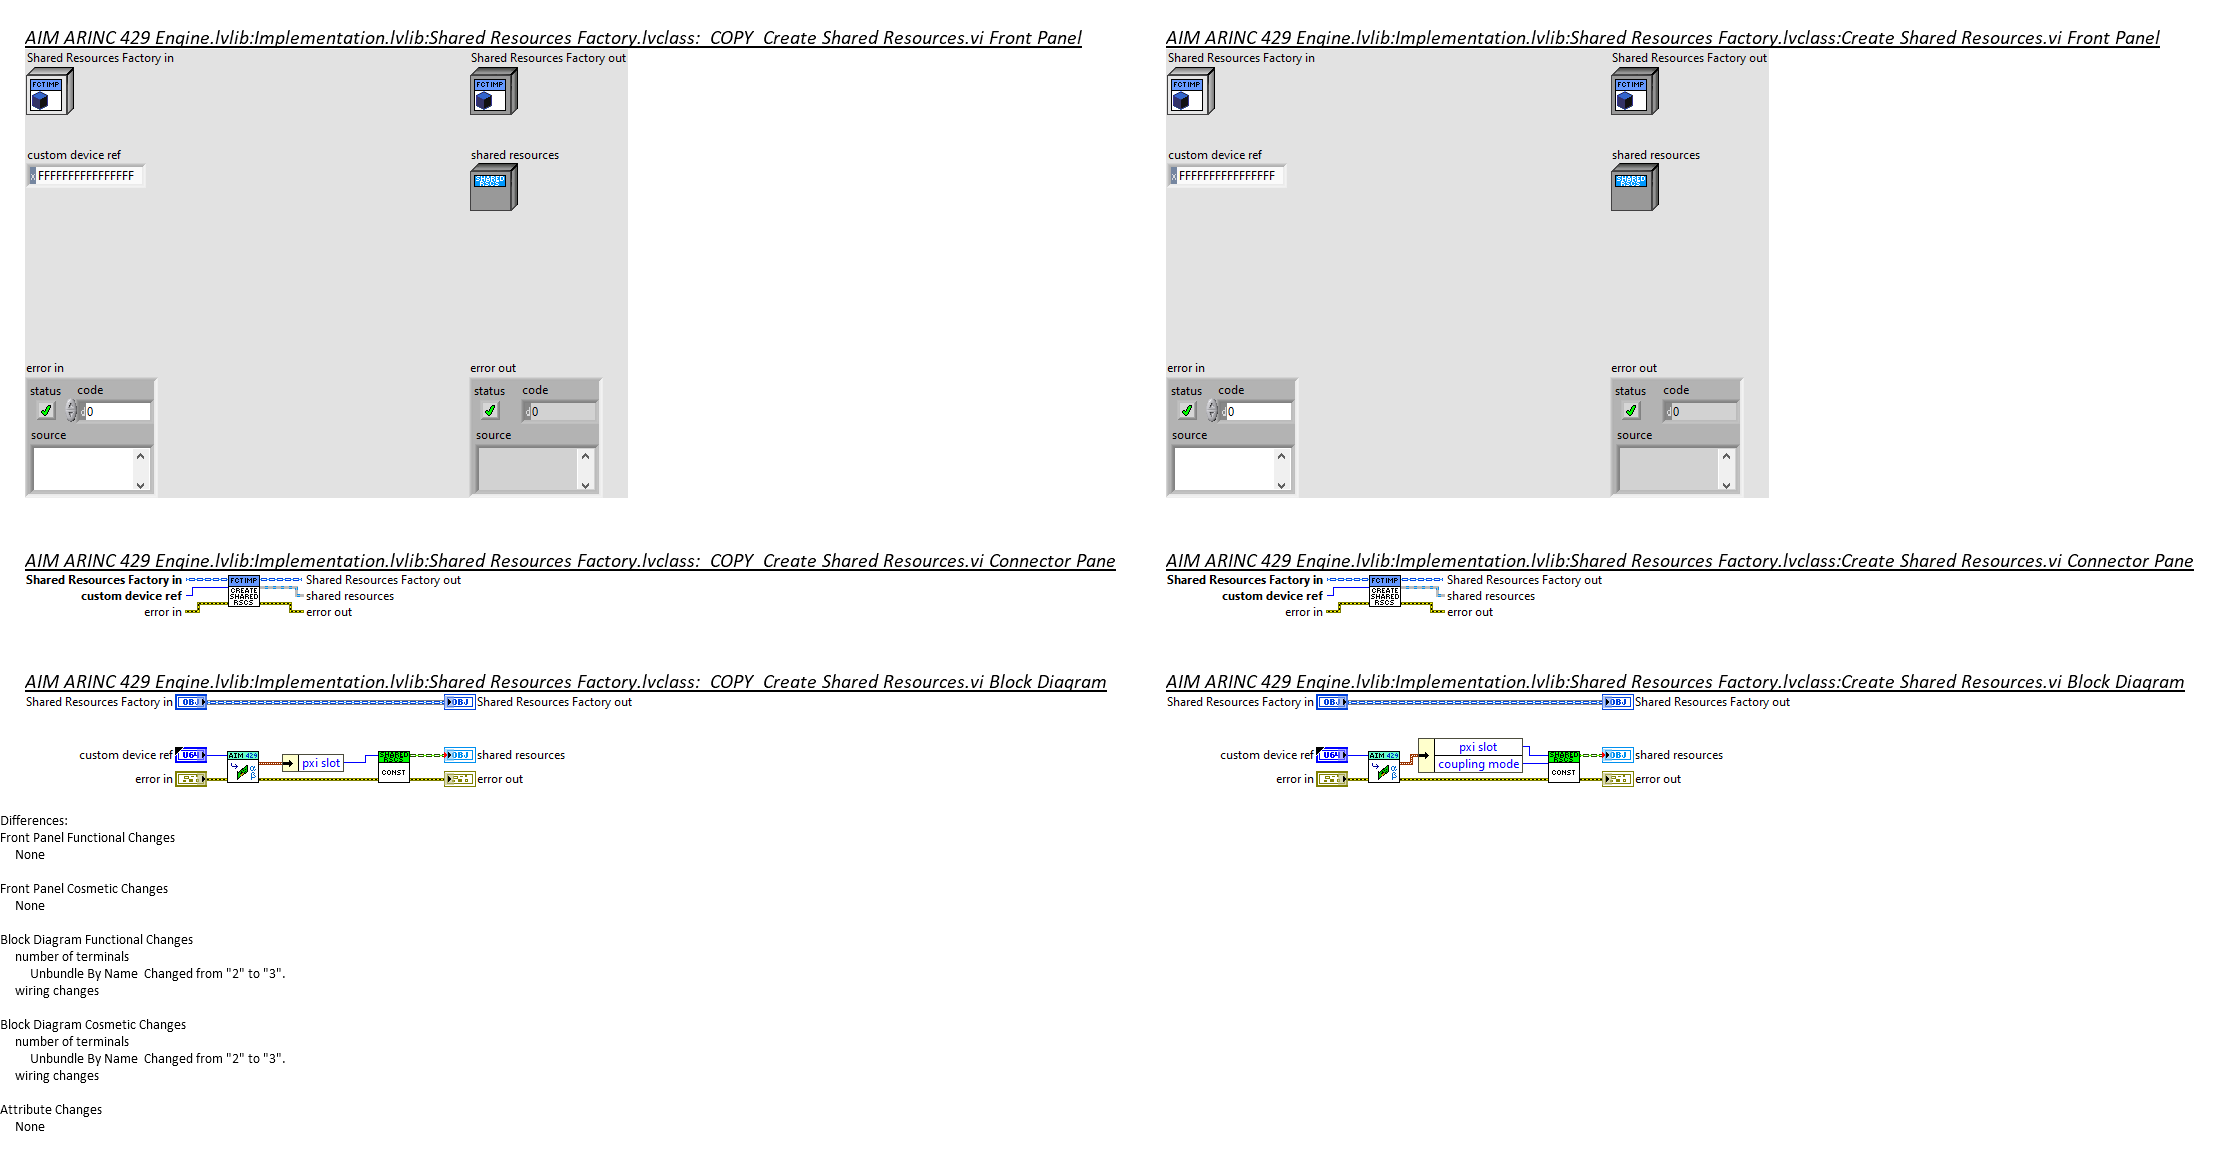 AIM ARINC 429 Engine.lvlib:Implementation.lvlib:Shared Resources Factory.lvclass:  COPY  Create Shared Resources.vi Front Panel
Shared Resources Factory in
Shared Resources Factory out
FCTIMP
FCTIMP
custom device ref
shared resources
x FFFFFFFFFFFFFFFF
SHARED RSCS
error in
error out
status code
status code
d 0
d 0
source
source
AIM ARINC 429 Engine.lvlib:Implementation.lvlib:Shared Resources Factory.lvclass:Create Shared Resources.vi Front Panel
Shared Resources Factory in
Shared Resources Factory out
FCTIMP
FCTIMP
custom device ref
shared resources
x FFFFFFFFFFFFFFFF
SHARED RSCS
error in
error out
status code
status code
d 0
d 0
source
source
AIM ARINC 429 Engine.lvlib:Implementation.lvlib:Shared Resources Factory.lvclass:  COPY  Create Shared Resources.vi Connector Pane
Shared Resources Factory in
FCTIMP
Shared Resources Factory out
custom device ref
CREATE
SHARED
RSCS
shared resources
error in
error out
AIM ARINC 429 Engine.lvlib:Implementation.lvlib:Shared Resources Factory.lvclass:Create Shared Resources.vi Connector Pane
Shared Resources Factory in
FCTIMP
Shared Resources Factory out
custom device ref
CREATE
SHARED
RSCS
shared resources
error in
error out
AIM ARINC 429 Engine.lvlib:Implementation.lvlib:Shared Resources Factory.lvclass:  COPY  Create Shared Resources.vi Block Diagram
Shared Resources Factory in OBJ
OBJ Shared Resources Factory out
custom device ref U64
AIM 429
pxi slot
SHARED
RSCS
CONST
OBJ shared resources
error in
error out
AIM ARINC 429 Engine.lvlib:Implementation.lvlib:Shared Resources Factory.lvclass:Create Shared Resources.vi Block Diagram
Shared Resources Factory in OBJ
OBJ Shared Resources Factory out
custom device ref U64
AIM 429
pxi slot
coupling mode
SHARED
RSCS
CONST
OBJ shared resources
error in
error out
Differences:
Front Panel Functional Changes
None
Front Panel Cosmetic Changes
None
Block Diagram Functional Changes
number of terminals
Unbundle By Name  Changed from "2" to "3".
wiring changes
Block Diagram Cosmetic Changes
number of terminals
Unbundle By Name  Changed from "2" to "3".
wiring changes
Attribute Changes
None